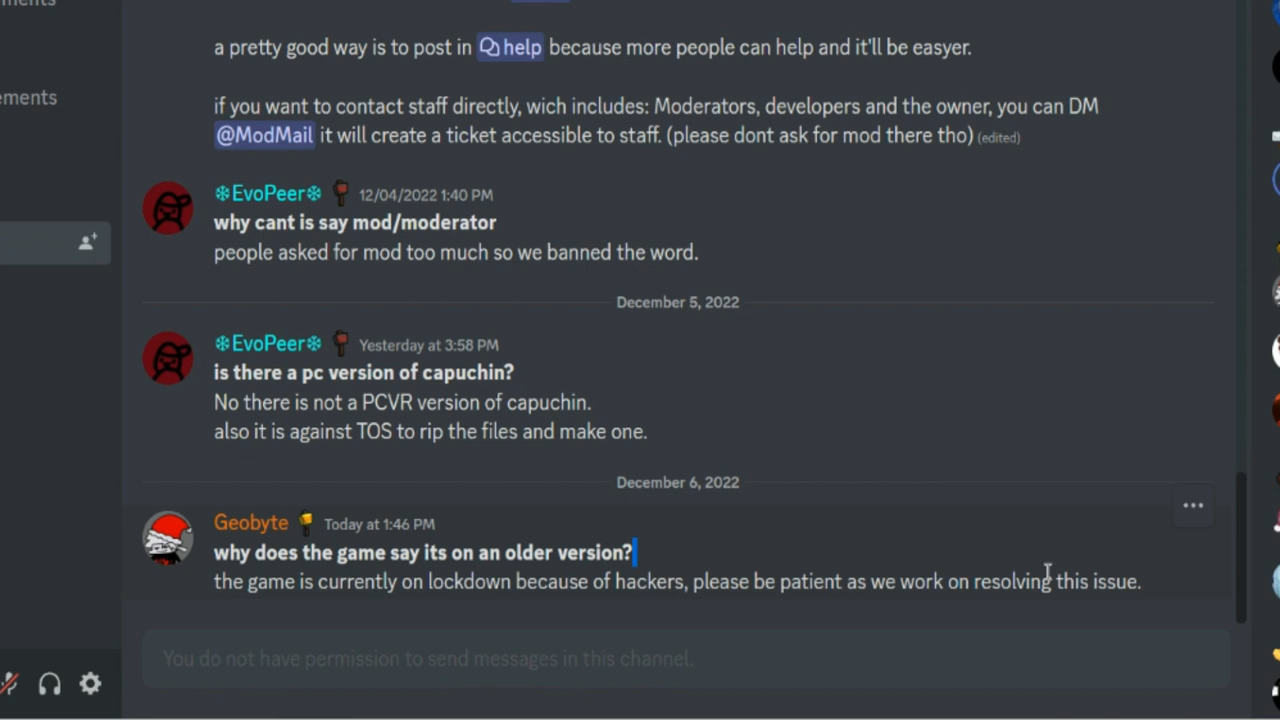 ements
a pretty good way is to post in help because more people can help and it'll be easyer.
ements
if you want to contact staff directly, wich includes: Moderators, developers and the owner, you can DM
@ModMail it will create a ticket accessible to staff. (please dont ask for mod there tho) (edited)
❄EvoPeer❄ 12/04/2022 1:40 PM
why cant is say mod/moderator
people asked for mod too much so we banned the word.
December 5, 2022
❄EvoPeer❄ Yesterday at 3:58 PM
is there a pc version of capuchin?
No there is not a PCVR version of capuchin.
also it is against TOS to rip the files and make one.
December 6, 2022
Geobyte Today at 1:46 PM
why does the game say its on an older version?
the game is currently on lockdown because of hackers, please be patient as we work on resolving this issue.
You do not have permission to send messages in this channel.